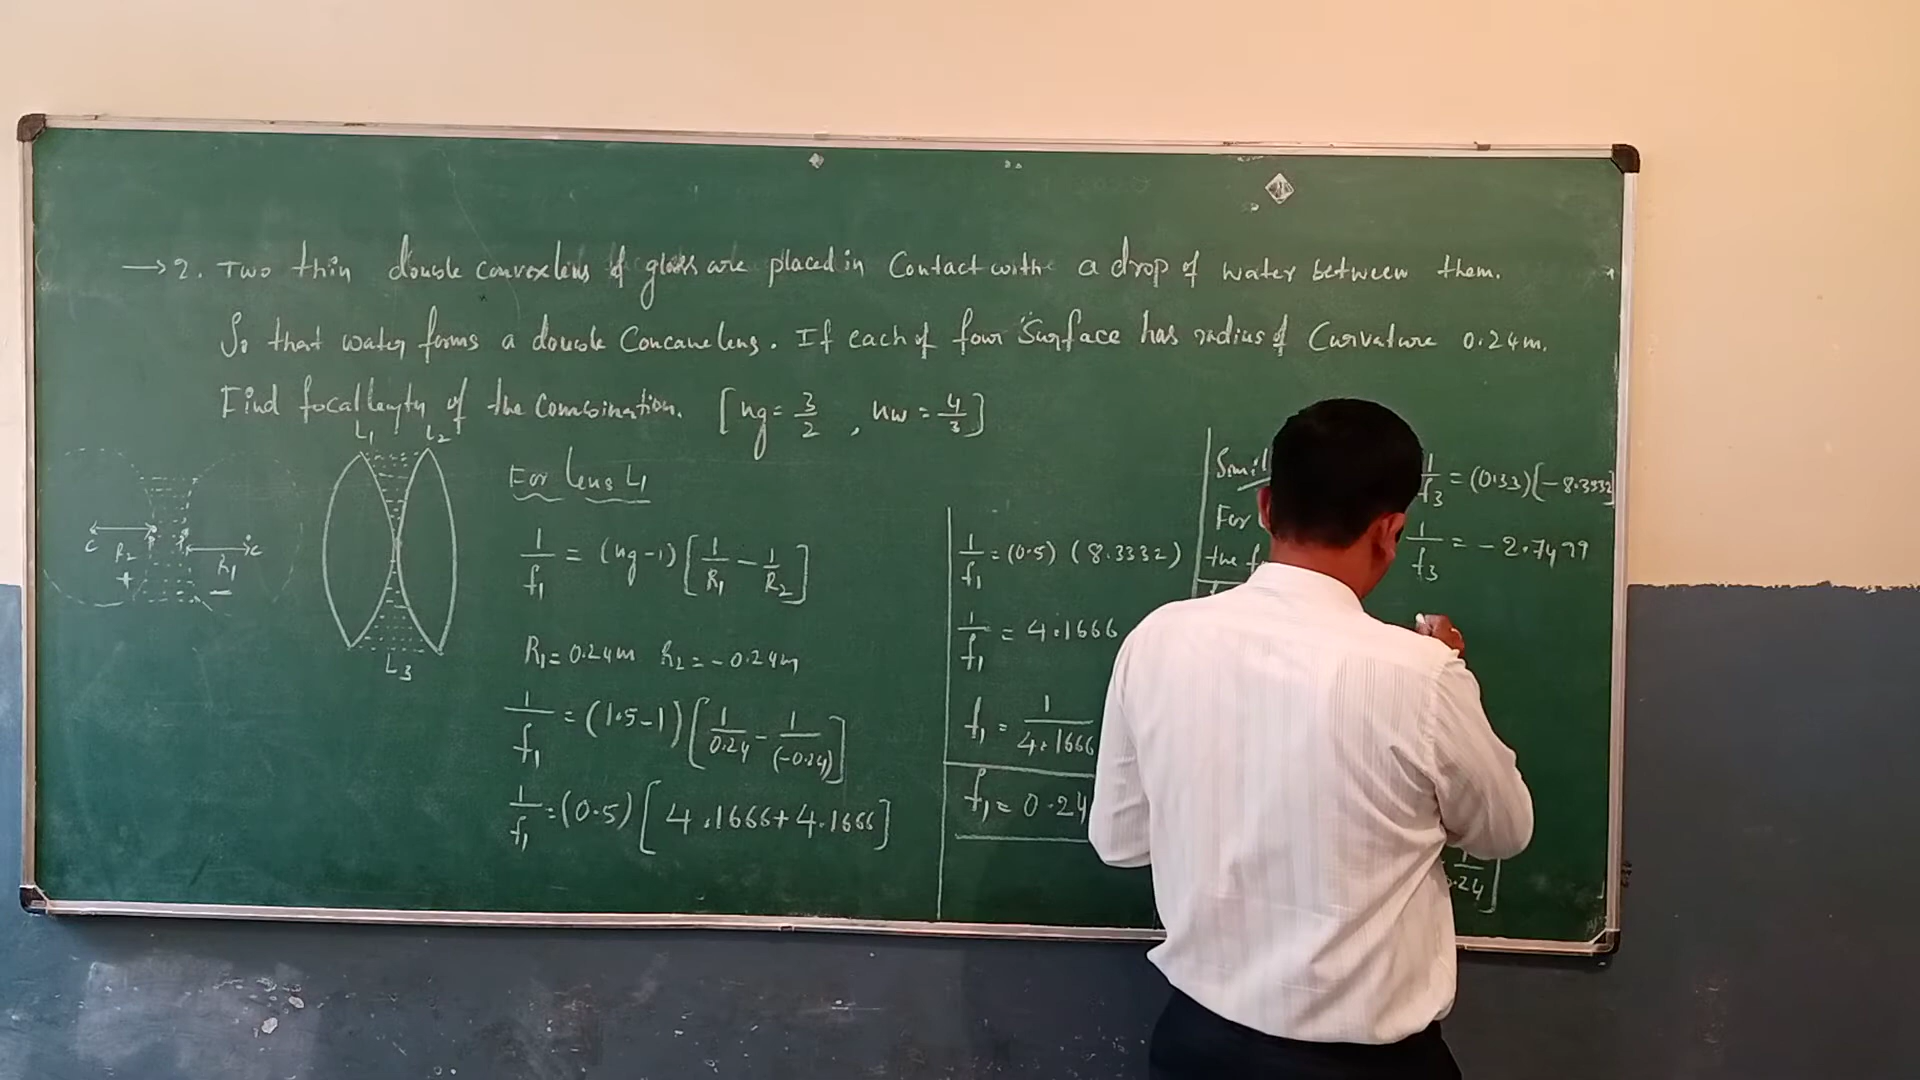 →2. Two thin double convex lens of glass are placed in Contact with a drop of water between them.
So that water forms a double Concave lens. If each of four Surface has radius of Curvature 0.24m.
Find focal length of the Combination. [ng = 3/2, nw = 4/3]
L1 L2
C R2 + P P R1 - C
L3
For lens L1
1/f1 = (ng-1)[1/R1 - 1/R2]
R1 = 0.24m R2 = -0.24m
1/f1 = (1.5-1)[1/0.24 - 1/(-0.24)]
1/f1 = (0.5)[4.1666+4.1666]
1/f1 = (0.5)(8.3332)
1/f1 = 4.1666
f1 = 1/4.1666
f1 = 0.24
For
the f
1/f3 = (0.33)[-8.3332]
1/f3 = -2.7499
0.24]